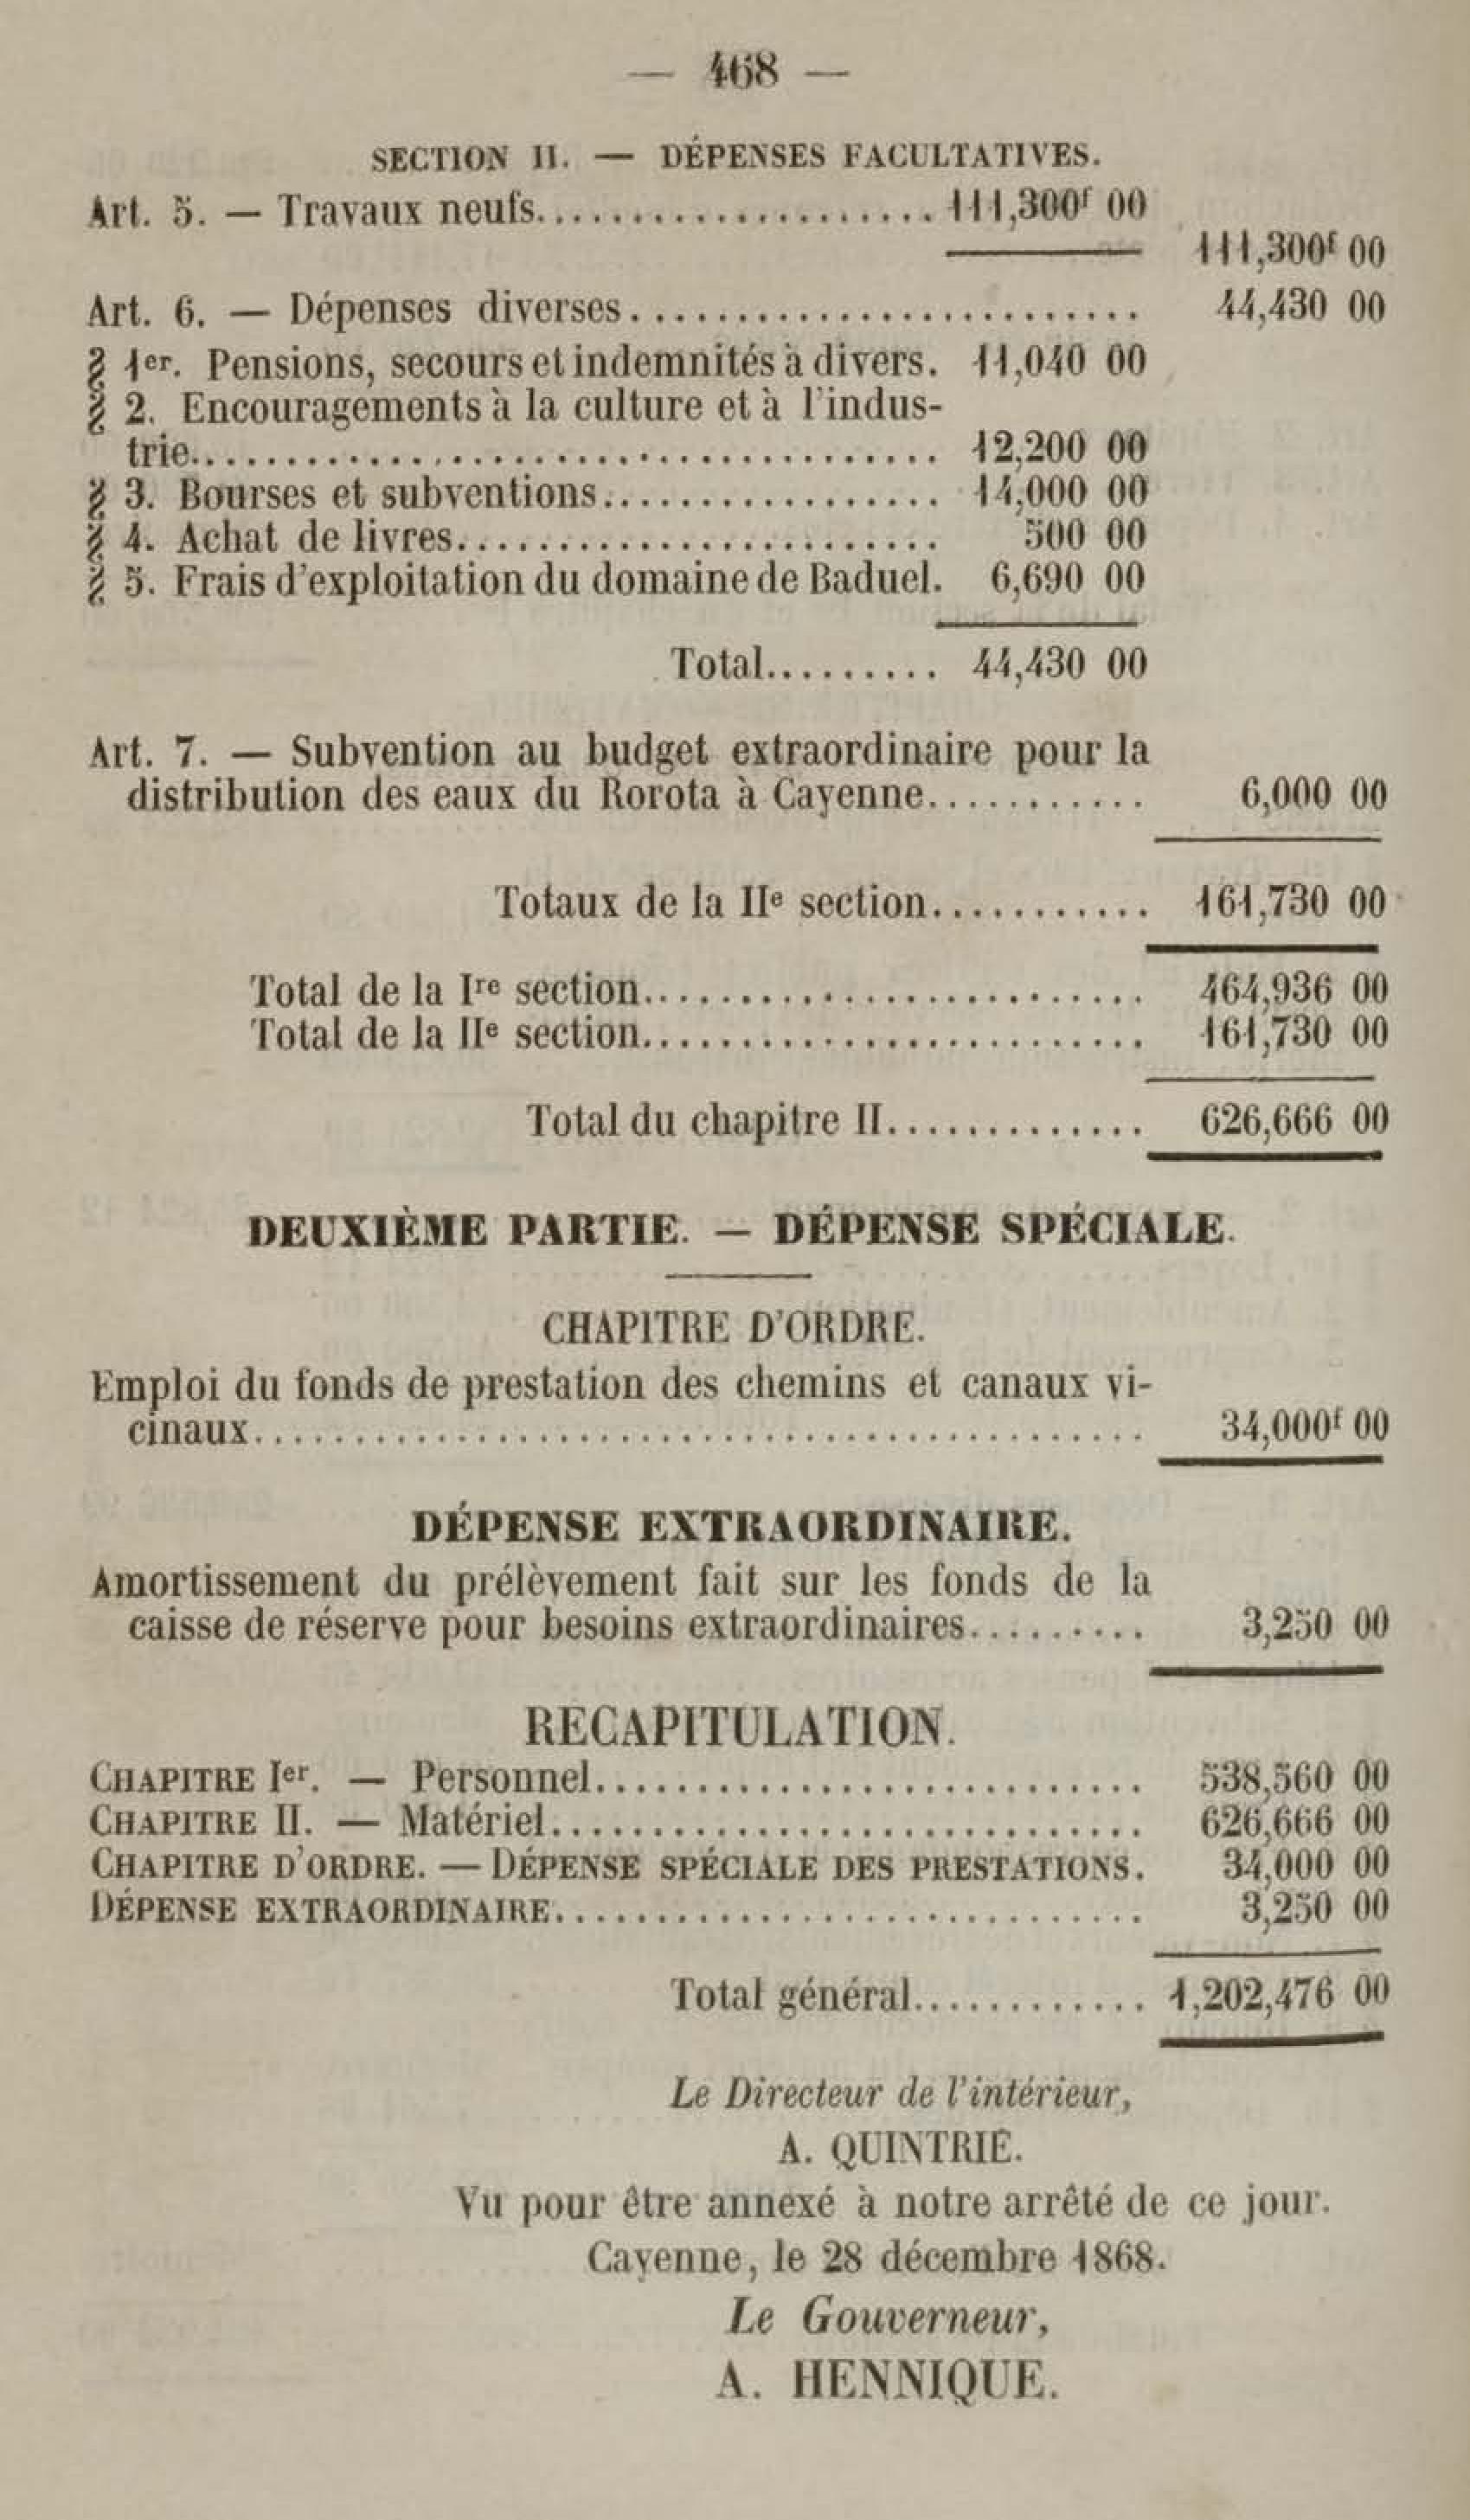 — 468 —
SECTION II. — DÉPENSES FACULTATIVES.
Art. 5. — Travaux neufs.................... 111,300f 00
111,300f 00
Art. 6. — Dépenses diverses......................... 44,430 00
§ 1er. Pensions, secours et indemnités à divers. 11,040 00
§ 2. Encouragements à la culture et à l'indus-
trie..................................... 12,200 00
§ 3. Bourses et subventions................. 14,000 00
§ 4. Achat de livres........................ 500 00
§ 5. Frais d'exploitation du domaine de Baduel. 6,690 00
Total......... 44,430 00
Art. 7. — Subvention au budget extraordinaire pour la
distribution des eaux du Rorota à Cayenne........... 6,000 00
Totaux de la IIe section........... 161,730 00
Total de la Ire section......................... 464,936 00
Total de la IIe section......................... 161,730 00
Total du chapitre II............. 626,666 00
DEUXIÈME PARTIE. — DÉPENSE SPÉCIALE.
CHAPITRE D'ORDRE.
Emploi du fonds de prestation des chemins et canaux vi-
cinaux............................................. 34,000f 00
DÉPENSE EXTRAORDINAIRE.
Amortissement du prélèvement fait sur les fonds de la
caisse de réserve pour besoins extraordinaires......... 3,250 00
RÉCAPITULATION.
CHAPITRE Ier. — Personnel........................... 538,560 00
CHAPITRE II. — Matériel............................. 626,666 00
CHAPITRE D'ORDRE. — DÉPENSE SPÉCIALE DES PRESTATIONS. 34,000 00
DÉPENSE EXTRAORDINAIRE............................. 3,250 00
Total général............ 1,202,476 00
Le Directeur de l'intérieur,
A. QUINTRIE.
Vu pour être annexé à notre arrêté de ce jour.
Cayenne, le 28 décembre 1868.
Le Gouverneur,
A. HENNIQUE.